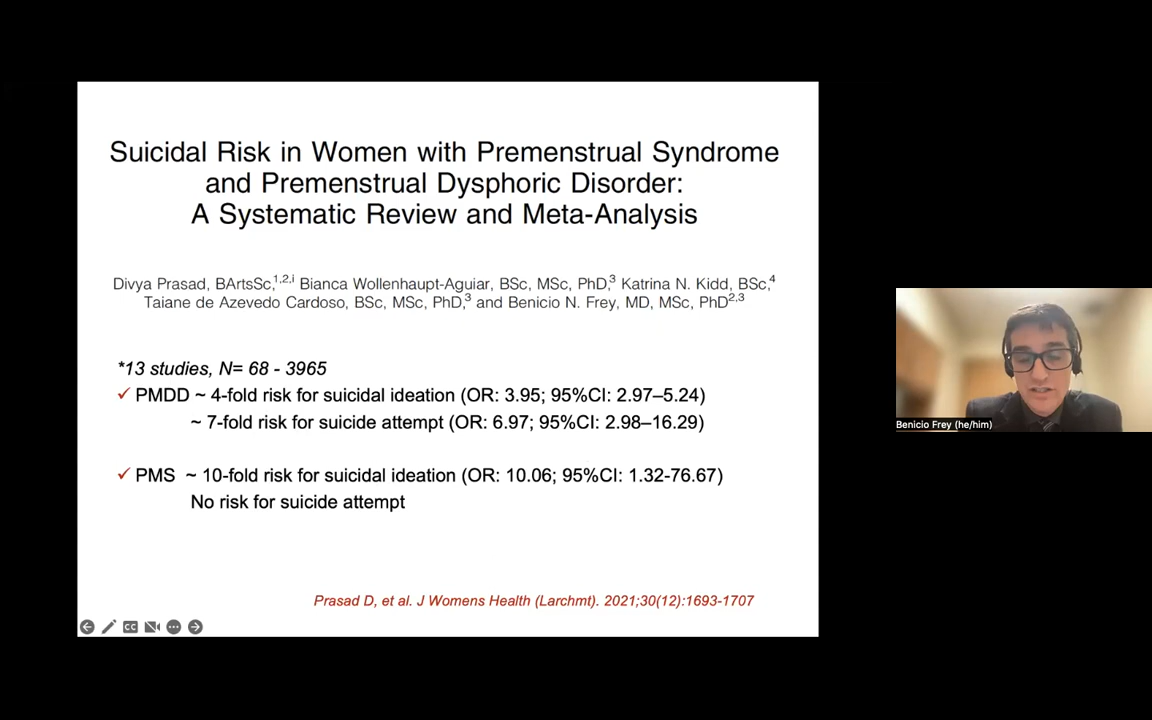 Suicidal Risk in Women with Premenstrual Syndrome
and Premenstrual Dysphoric Disorder:
A Systematic Review and Meta-Analysis
Divya Prasad, BArtsSc,1,2,i Bianca Wollenhaupt-Aguiar, BSc, MSc, PhD,3 Katrina N. Kidd, BSc,4
Taiane de Azevedo Cardoso, BSc, MSc, PhD,3 and Benicio N. Frey, MD, MSc, PhD2,3
*13 studies, N= 68 - 3965
✓ PMDD ~ 4-fold risk for suicidal ideation (OR: 3.95; 95%CI: 2.97–5.24)
~ 7-fold risk for suicide attempt (OR: 6.97; 95%CI: 2.98–16.29)
✓ PMS ~ 10-fold risk for suicidal ideation (OR: 10.06; 95%CI: 1.32-76.67)
No risk for suicide attempt
Prasad D, et al. J Womens Health (Larchmt). 2021;30(12):1693-1707
CC
Benicio Frey (he/him)